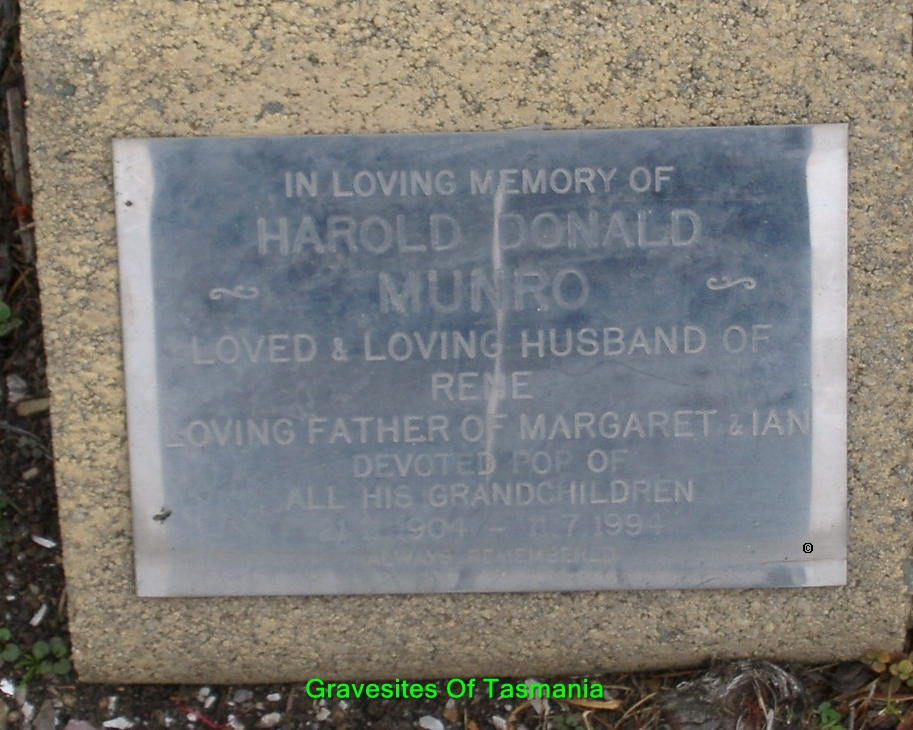 IN LOVING MEMORY OF
HAROLD DONALD
MUNRO
LOVED & LOVING HUSBAND OF
RENE
LOVING FATHER OF MARGARET & IAN
DEVOTED POP OF
ALL HIS GRANDCHILDREN
1904 - 11.7.1994
ALWAYS REMEMBERED
©
Gravesites Of Tasmania